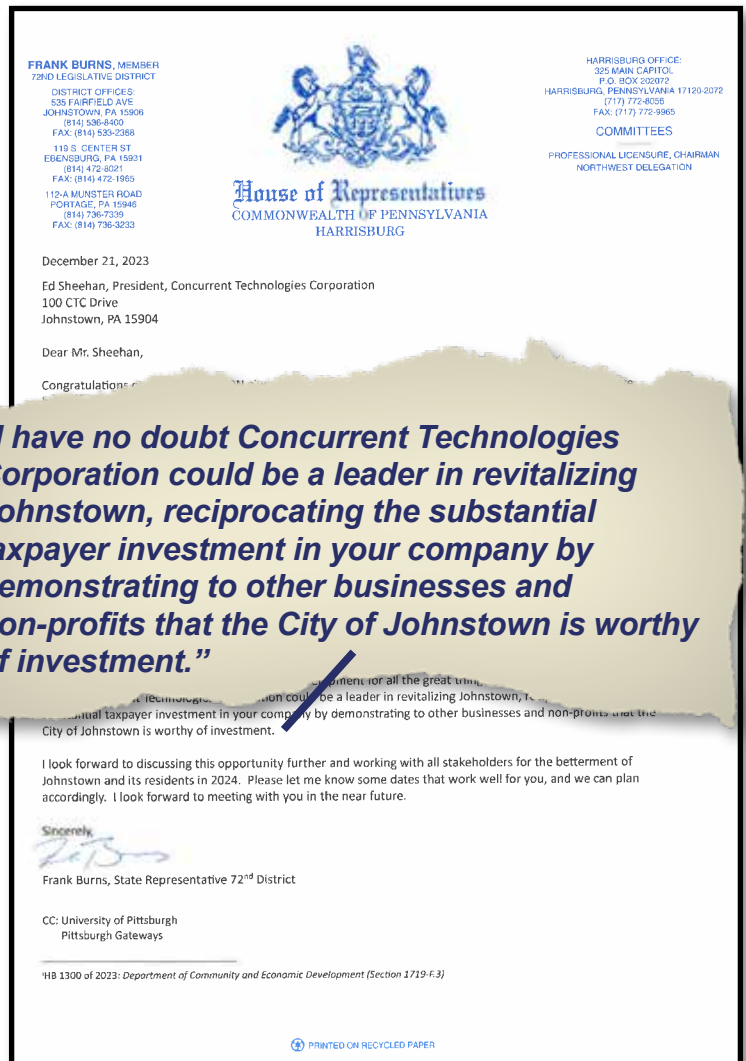 FRANK BURNS, MEMBER
72ND LEGISLATIVE DISTRICT
DISTRICT OFFICES:
535 FAIRFIELD AVE
JOHNSTOWN, PA 15906
(814) 536-8400
FAX: (814) 533-2368
119 S. CENTER ST
EBENSBURG, PA 15931
(814) 472-8021
FAX: (814) 472-1965
112-A MUNSTER ROAD
PORTAGE, PA 15946
(814) 736-7339
FAX: (814) 736-3233
House of Representatives
COMMONWEALTH OF PENNSYLVANIA
HARRISBURG
HARRISBURG OFFICE:
325 MAIN CAPITOL
P.O. BOX 202072
HARRISBURG, PENNSYLVANIA 17120-2072
(717) 772-8056
FAX: (717) 772-9965
COMMITTEES
PROFESSIONAL LICENSURE, CHAIRMAN
NORTHWEST DELEGATION
December 21, 2023
Ed Sheehan, President, Concurrent Technologies Corporation
100 CTC Drive
Johnstown, PA 15904
Dear Mr. Sheehan,
Congratulations
I have no doubt Concurrent Technologies
orporation could be a leader in revitalizing
ohnstown, reciprocating the substantial
axpayer investment in your company by
emonstrating to other businesses and
on-profits that the City of Johnstown is worthy
f investment.”
for all the great
could be a leader in revitalizing Johnstown,
taxpayer investment in your company by demonstrating to other businesses and non-profits that the
City of Johnstown is worthy of investment.
I look forward to discussing this opportunity further and working with all stakeholders for the betterment of
Johnstown and its residents in 2024. Please let me know some dates that work well for you, and we can plan
accordingly. I look forward to meeting with you in the near future.
Sincerely,
Frank Burns, State Representative 72nd District
CC: University of Pittsburgh
Pittsburgh Gateways
HB 1300 of 2023: Department of Community and Economic Development (Section 1719-F.3)
PRINTED ON RECYCLED PAPER